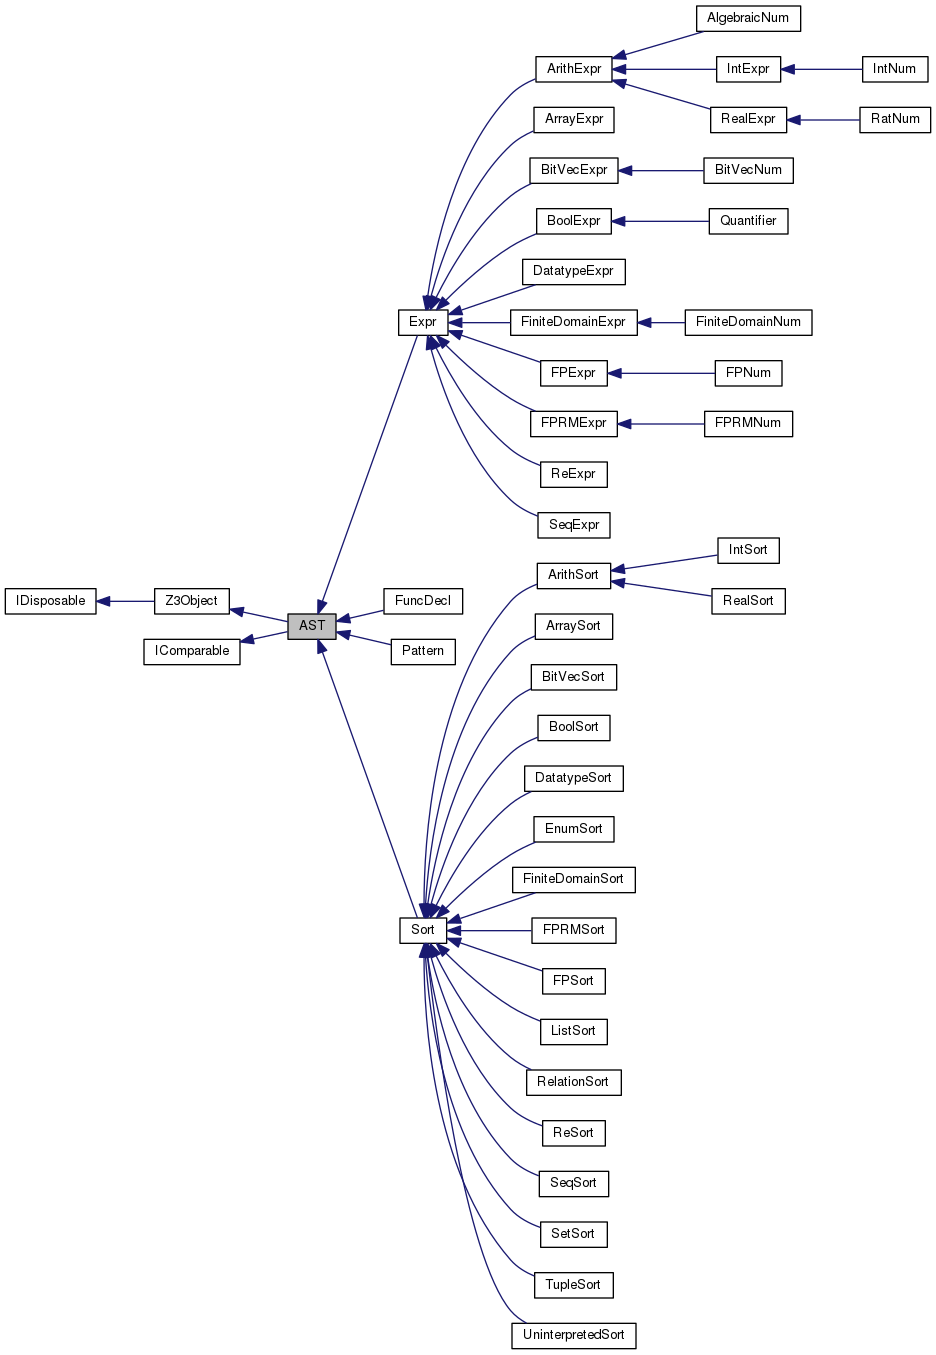 AlgebraicNum
ArithExpr
IntExpr
IntNum
RealExpr
RatNum
ArrayExpr
BitVecExpr
BitVecNum
BoolExpr
Quantifier
DatatypeExpr
Expr
FiniteDomainExpr
FiniteDomainNum
FPExpr
FPNum
FPRMExpr
FPRMNum
ReExpr
SeqExpr
IntSort
ArithSort
RealSort
IDisposable
Z3Object
FuncDecl
AST
IComparable
Pattern
ArraySort
BitVecSort
BoolSort
DatatypeSort
EnumSort
FiniteDomainSort
Sort
FPRMSort
FPSort
ListSort
RelationSort
ReSort
SeqSort
SetSort
TupleSort
UninterpretedSort